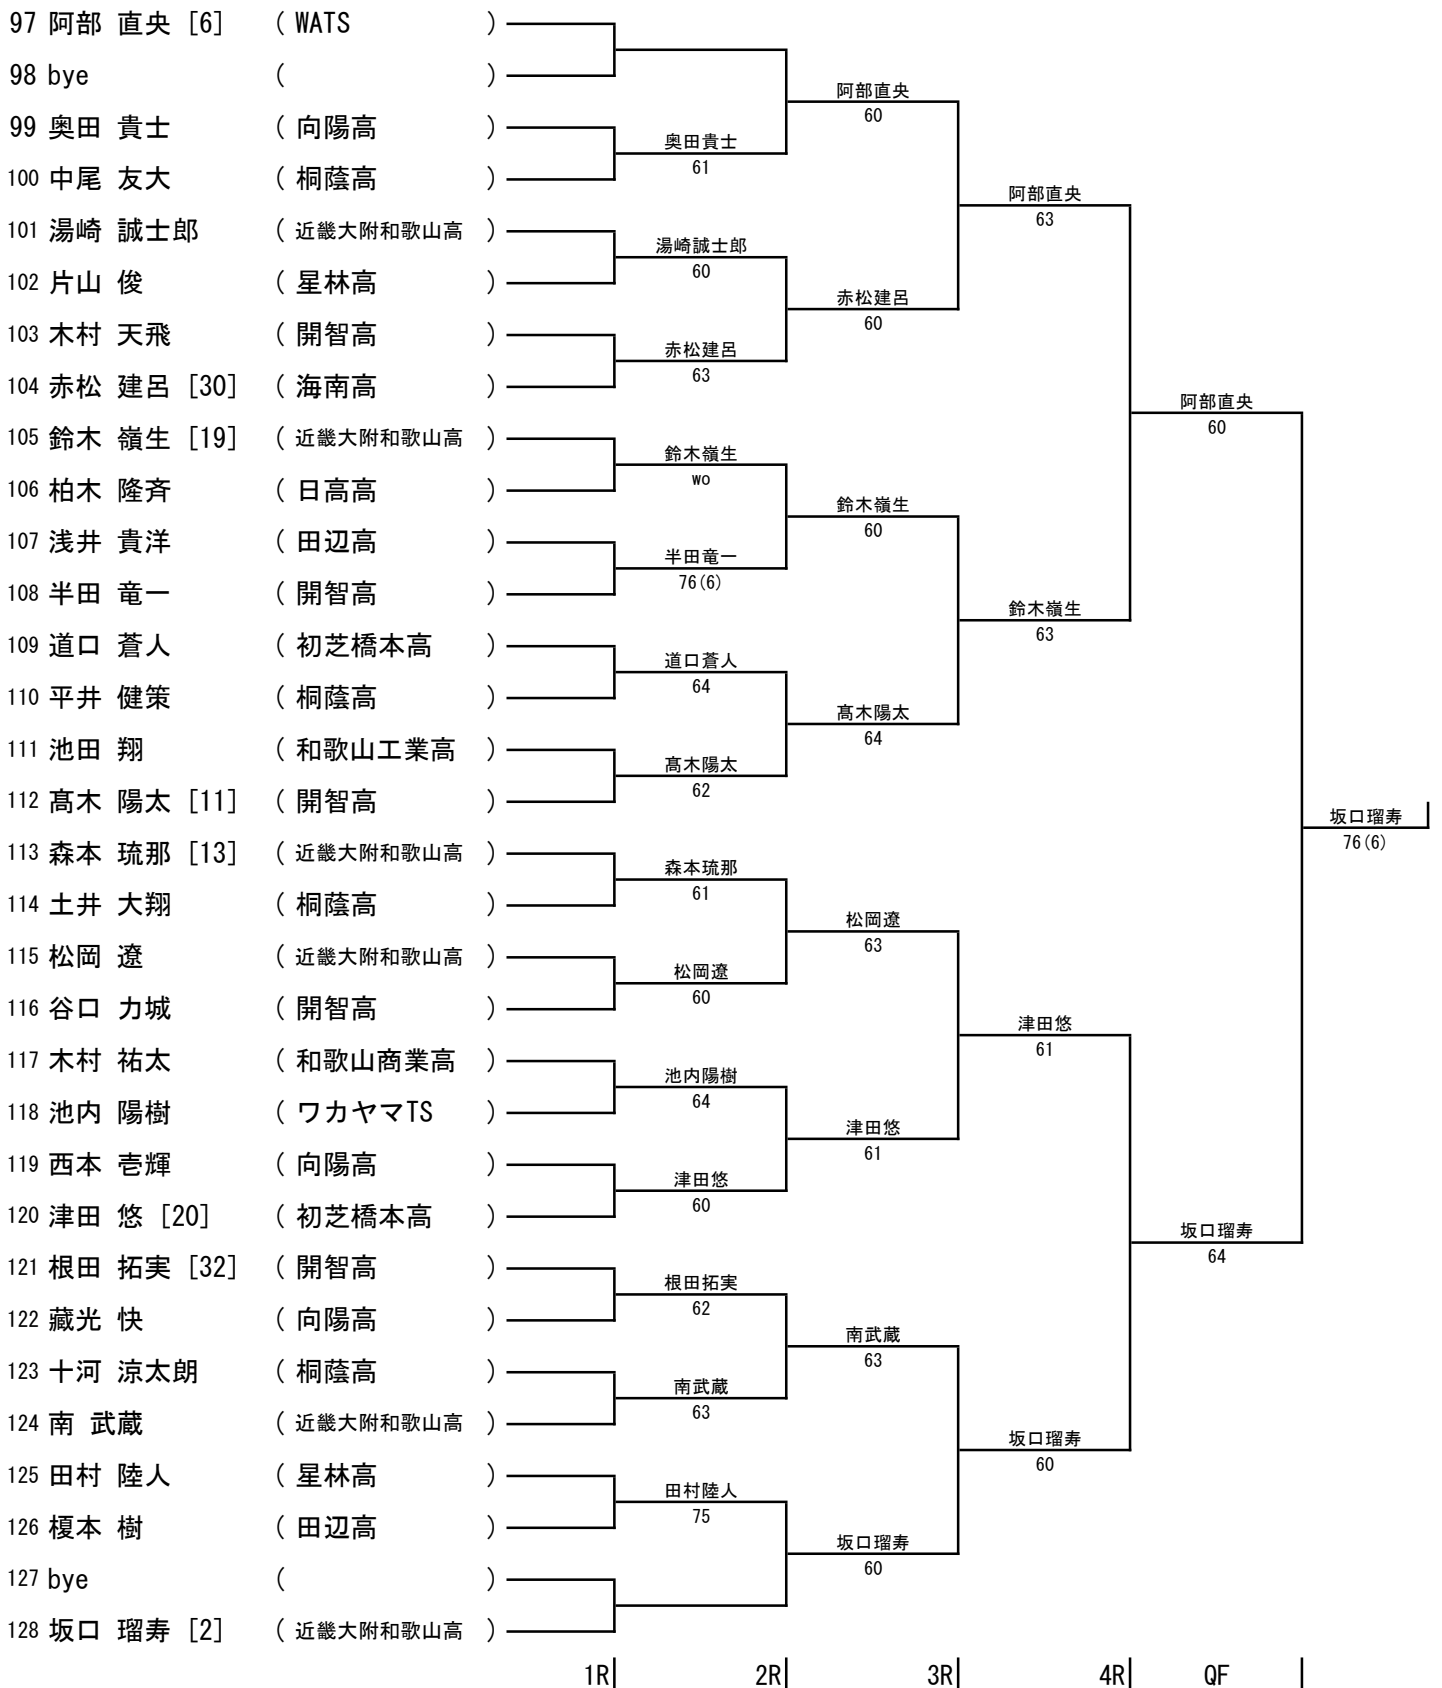 97 阿部 直央 [6] ( WATS )
98 bye ( )
99 奥田 貴士 ( 向陽高 )
100 中尾 友大 ( 桐蔭高 )
101 湯崎 誠士郎 ( 近畿大附和歌山高 )
102 片山 俊 ( 星林高 )
103 木村 天飛 ( 開智高 )
104 赤松 建呂 [30] ( 海南高 )
105 鈴木 嶺生 [19] ( 近畿大附和歌山高 )
106 柏木 隆斉 ( 日高高 )
107 浅井 貴洋 ( 田辺高 )
108 半田 竜一 ( 開智高 )
109 道口 蒼人 ( 初芝橋本高 )
110 平井 健策 ( 桐蔭高 )
111 池田 翔 ( 和歌山工業高 )
112 髙木 陽太 [11] ( 開智高 )
113 森本 琉那 [13] ( 近畿大附和歌山高 )
114 土井 大翔 ( 桐蔭高 )
115 松岡 遼 ( 近畿大附和歌山高 )
116 谷口 力城 ( 開智高 )
117 木村 祐太 ( 和歌山商業高 )
118 池内 陽樹 ( ワカヤマTS )
119 西本 壱輝 ( 向陽高 )
120 津田 悠 [20] ( 初芝橋本高 )
121 根田 拓実 [32] ( 開智高 )
122 藏光 快 ( 向陽高 )
123 十河 涼太朗 ( 桐蔭高 )
124 南 武蔵 ( 近畿大附和歌山高 )
125 田村 陸人 ( 星林高 )
126 榎本 樹 ( 田辺高 )
127 bye ( )
128 坂口 瑠寿 [2] ( 近畿大附和歌山高 )
奥田貴士
61
湯崎誠士郎
60
赤松建呂
63
鈴木嶺生
wo
半田竜一
76(6)
道口蒼人
64
髙木陽太
62
森本琉那
61
松岡遼
60
池内陽樹
64
津田悠
60
根田拓実
62
南武蔵
63
田村陸人
75
阿部直央
60
赤松建呂
60
鈴木嶺生
60
髙木陽太
64
松岡遼
63
津田悠
61
南武蔵
63
坂口瑠寿
60
阿部直央
63
鈴木嶺生
63
津田悠
61
坂口瑠寿
60
阿部直央
60
坂口瑠寿
64
坂口瑠寿
76(6)
1R 2R 3R 4R QF